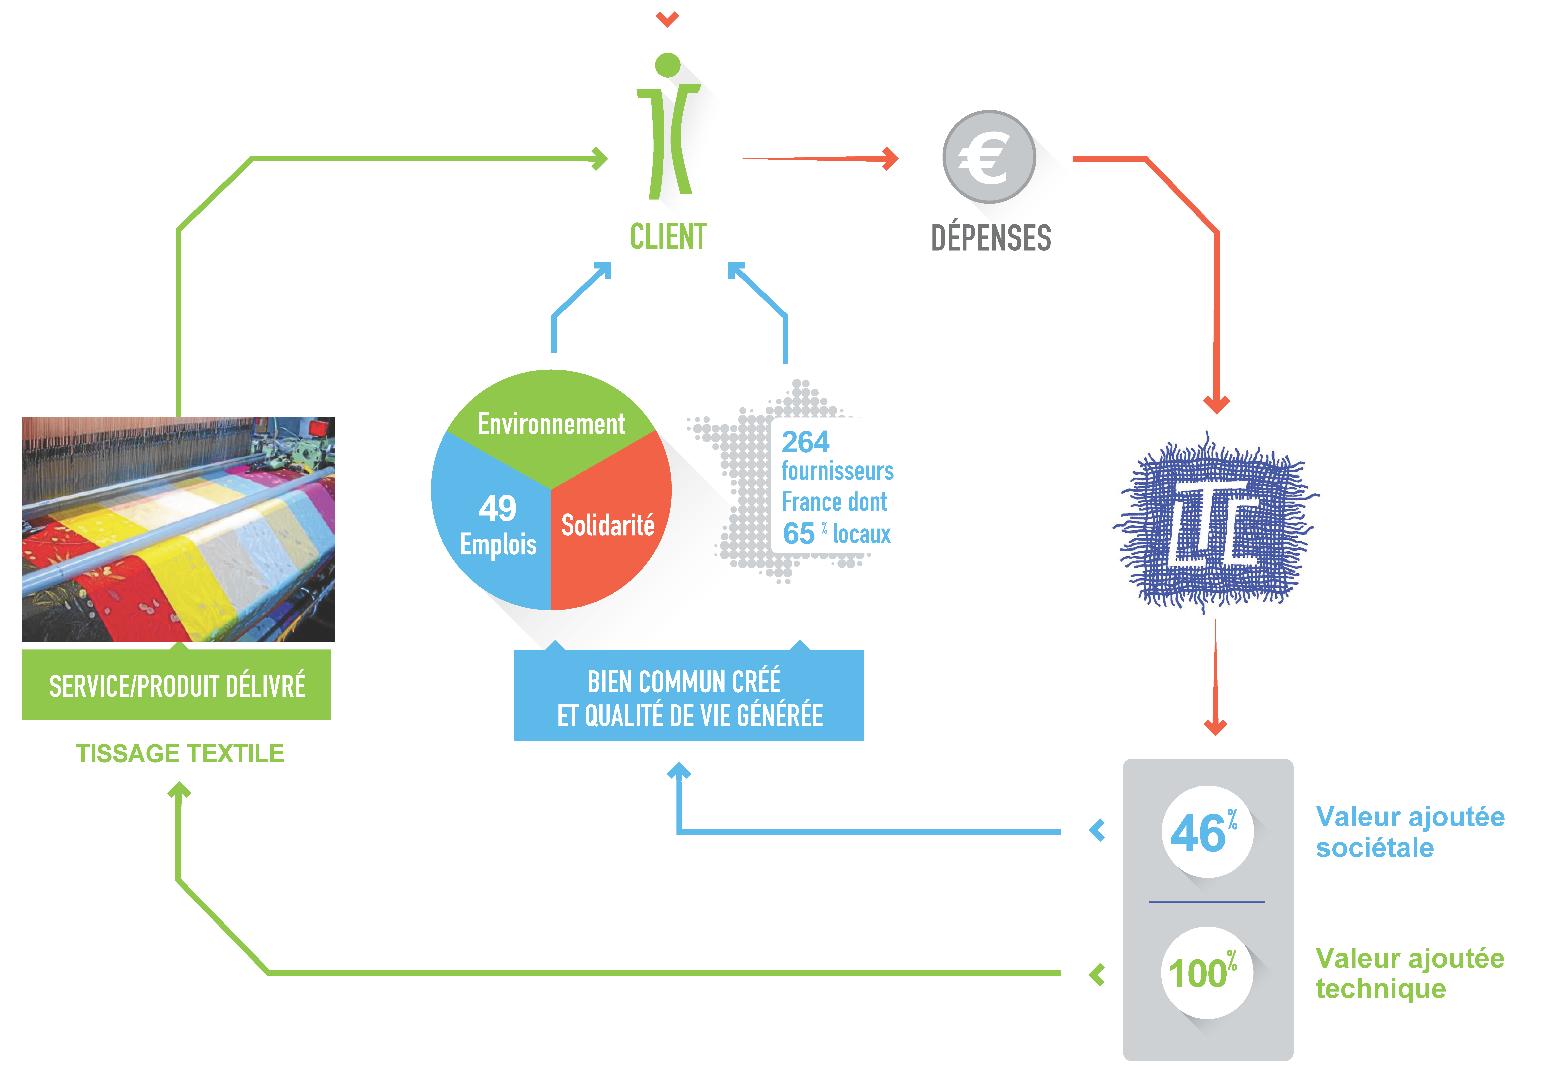 CLIENT
€
DÉPENSES
Environnement
49
Emplois
Solidarité
264
fournisseurs
France dont
65 % locaux
LTC
SERVICE/PRODUIT DÉLIVRÉ
TISSAGE TEXTILE
BIEN COMMUN CRÉÉ
ET QUALITÉ DE VIE GÉNÉRÉE
46%
Valeur ajoutée
sociétale
100%
Valeur ajoutée
technique